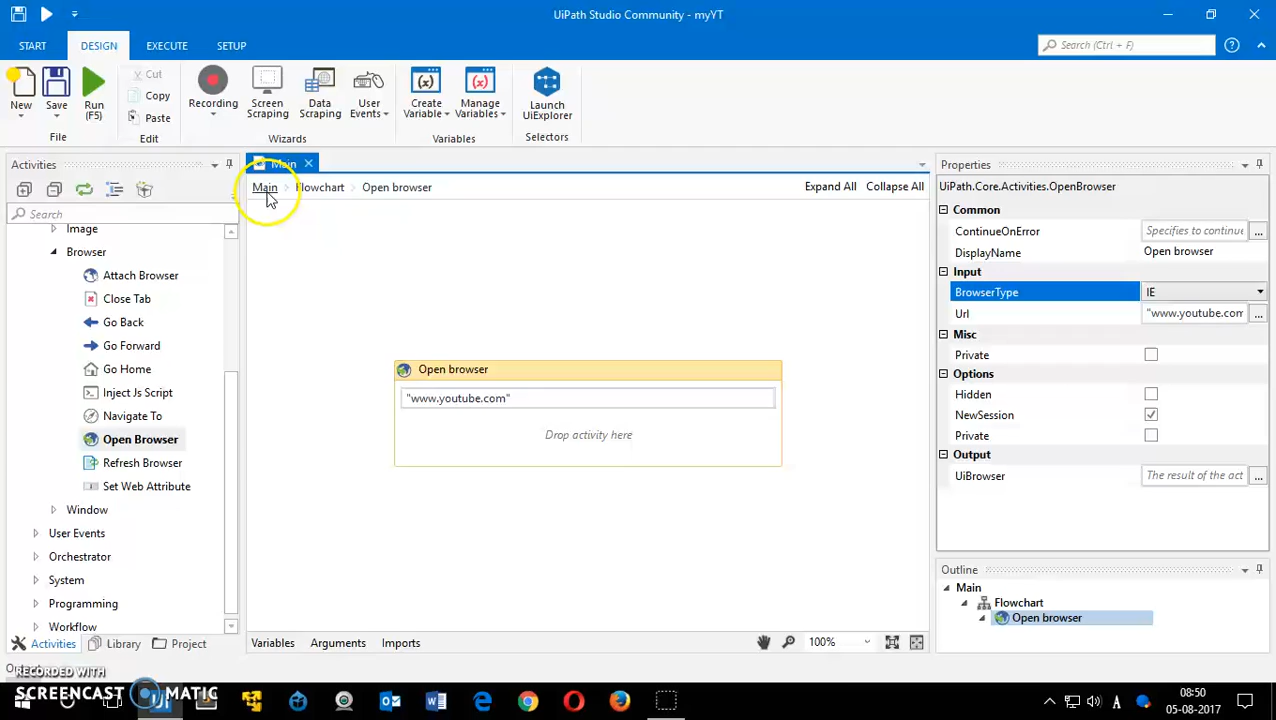 UiPath Studio Community - myYT
START DESIGN EXECUTE SETUP
Search (Ctrl + F)
New Save Run (F5)
Cut
Copy
Paste
Recording Screen Scraping Data Scraping User Events
Create Variable Manage Variables
Launch UiExplorer
File Edit Wizards Variables Selectors
Activities
Search
Image
Browser
Attach Browser
Close Tab
Go Back
Go Forward
Go Home
Inject Js Script
Navigate To
Open Browser
Refresh Browser
Set Web Attribute
Window
User Events
Orchestrator
System
Programming
Workflow
Activities Library Project
Main
Main Flowchart Open browser
Expand All Collapse All
Open browser
"www.youtube.com"
Drop activity here
Variables Arguments Imports
100%
Properties
UiPath.Core.Activities.OpenBrowser
Common
ContinueOnError Specifies to continue
DisplayName Open browser
Input
BrowserType IE
Url "www.youtube.com
Misc
Private
Options
Hidden
NewSession
Private
Output
UiBrowser The result of the act
Outline
Main
Flowchart
Open browser
RECORDED WITH
SCREENCAST MATIC
08:50
05-08-2017